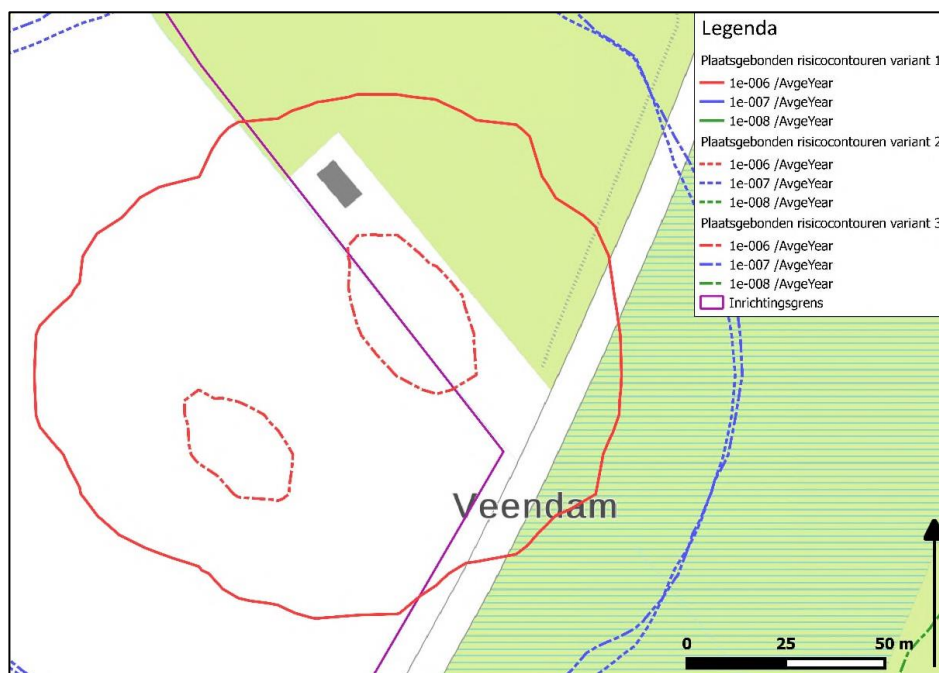 Legenda
Plaatsgebonden risicocontouren variant 1
1e-006 /AvgeYear
1e-007 /AvgeYear
1e-008 /AvgeYear
Plaatsgebonden risicocontouren variant 2
1e-006 /AvgeYear
1e-007 /AvgeYear
1e-008 /AvgeYear
Plaatsgebonden risicocontouren variant 3
1e-006 /AvgeYear
1e-007 /AvgeYear
1e-008 /AvgeYear
Inrichtingsgrens
Veendam
0 25 50 m